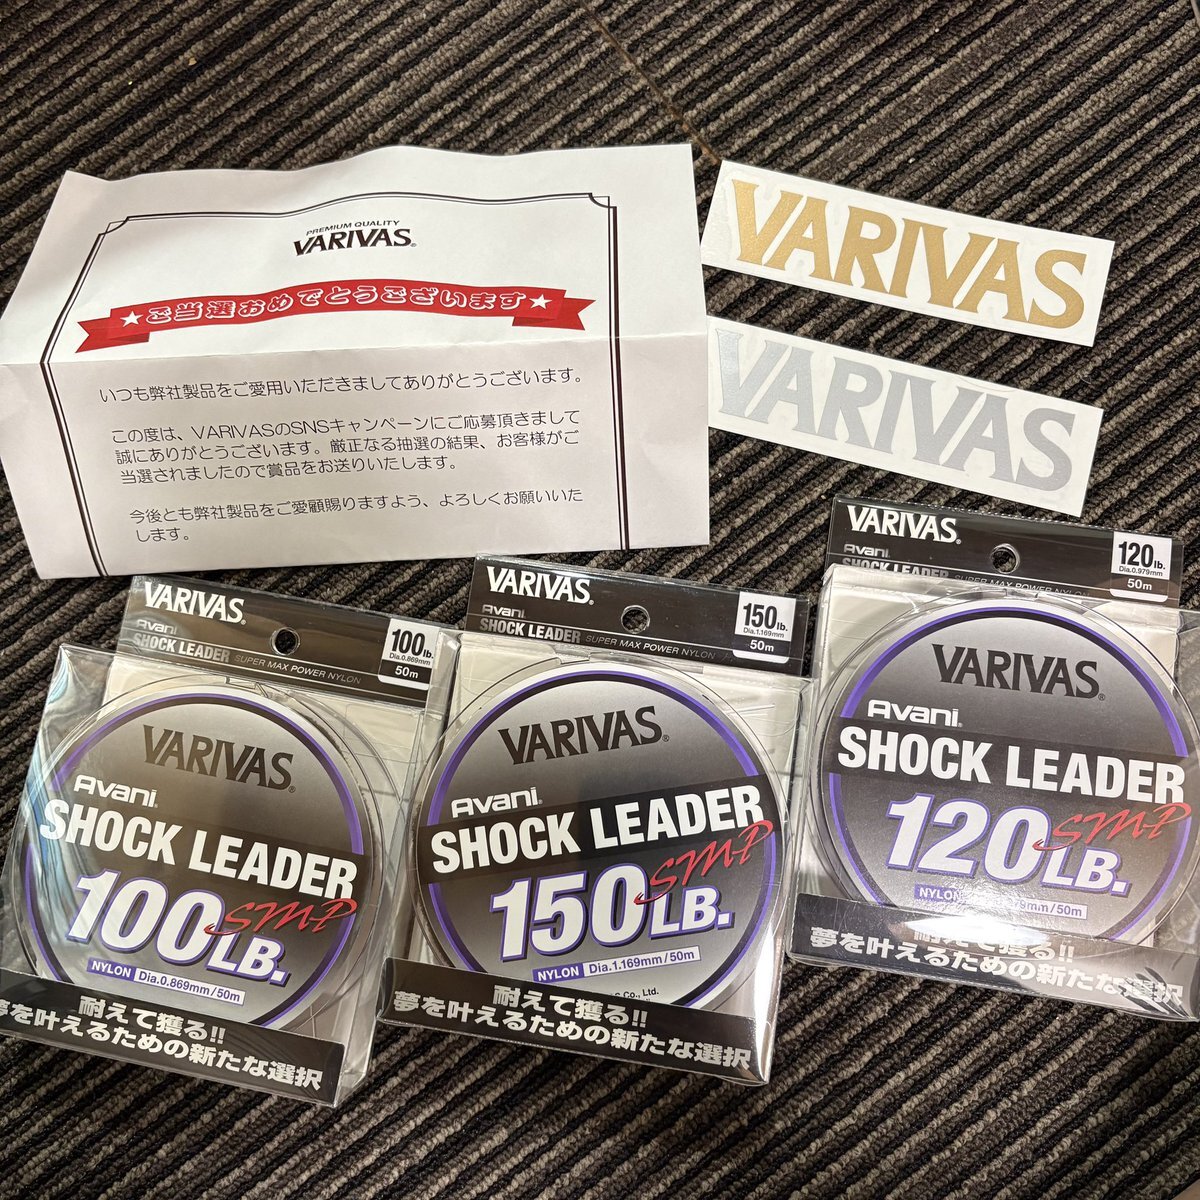 PREMIUM QUALITY
VARIVAS®
★ご当選おめでとうございます★
いつも弊社製品をご愛用いただきましてありがとうございます。
この度は、VARIVASのSNSキャンペーンにご応募頂きまして
誠にありがとうございます。厳正なる抽選の結果、お客様がご
当選されましたので賞品をお送りいたします。
今後とも弊社製品をご愛顧賜りますよう、よろしくお願いいた
します。
VARIVAS
VARIVAS
VARIVAS®
Avani
SHOCK LEADER SUPER MAX POWER NYLON
100lb.
Dia.0.869mm
50m
VARIVAS®
Avani®
SHOCK LEADER
SMP
100LB.
NYLON Dia.0.869mm/50m
耐えて獲る!!
夢を叶えるための新たな選択
VARIVAS®
Avani
SHOCK LEADER SUPER MAX POWER NYLON
150lb.
Dia.1.169mm
50m
VARIVAS®
Avani®
SHOCK LEADER
SMP
150LB.
NYLON Dia.1.169mm/50m
Co., Ltd.
耐えて獲る!!
夢を叶えるための新たな選択
VARIVAS®
Avani
SHOCK LEADER SUPER MAX POWER NYLON
120lb.
Dia.0.979mm
50m
VARIVAS®
Avani®
SHOCK LEADER
SMP
120LB.
NYLON 79mm/50m
耐えて獲る!!
夢を叶えるための新たな選択